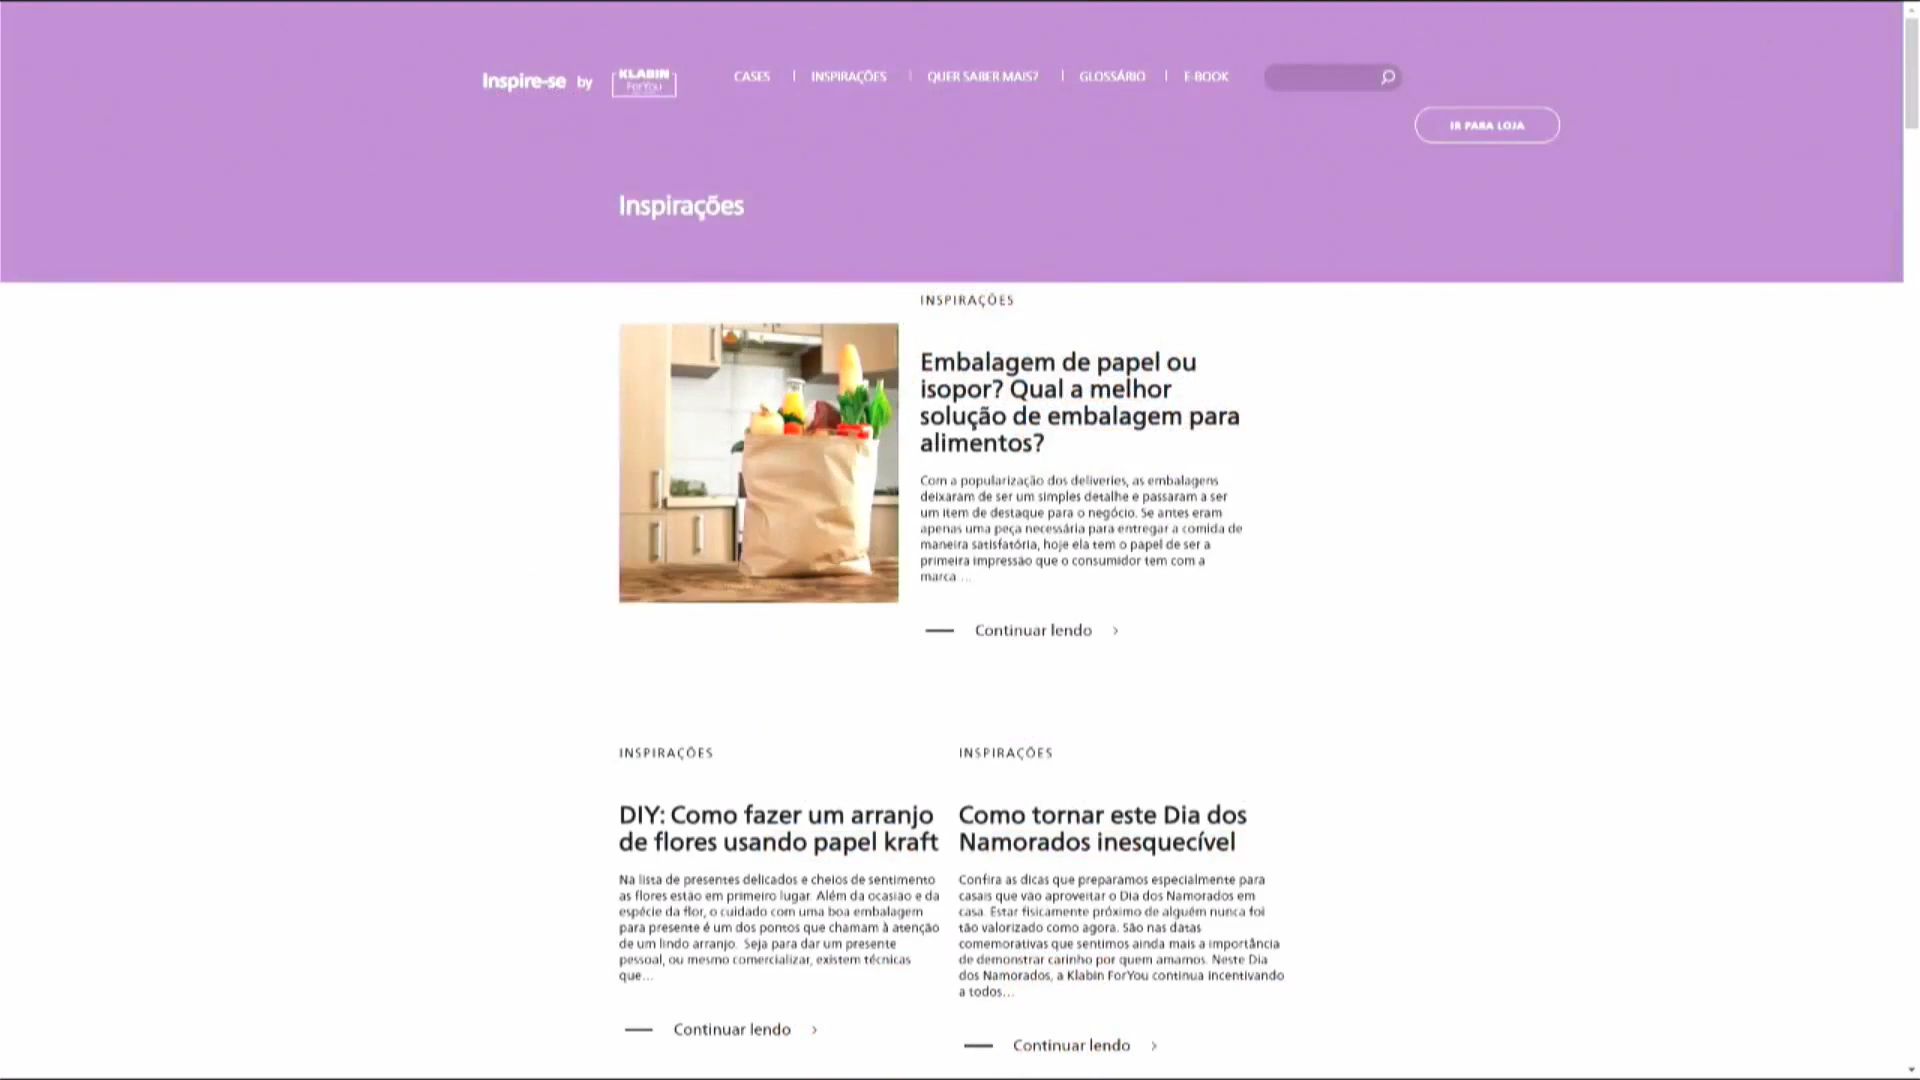 Inspire-se by KLABIN ForYou
CASES | INSPIRAÇÕES | QUER SABER MAIS? | GLOSSÁRIO | E-BOOK
IR PARA LOJA
Inspirações
INSPIRAÇÕES
Embalagem de papel ou
isopor? Qual a melhor
solução de embalagem para
alimentos?
Com a popularização dos deliveries, as embalagens
deixaram de ser um simples detalhe e passaram a ser
um item de destaque para o negócio. Se antes eram
apenas uma peça necessária para entregar a comida de
maneira satisfatória, hoje ela tem o papel de ser a
primeira impressão que o consumidor tem com a
marca ...
Continuar lendo
INSPIRAÇÕES
DIY: Como fazer um arranjo
de flores usando papel kraft
Na lista de presentes delicados e cheios de sentimento
as flores estão em primeiro lugar. Além da ocasião e da
espécie da flor, o cuidado com uma boa embalagem
para presente é um dos pontos que chamam à atenção
de um lindo arranjo. Seja para dar um presente
pessoal, ou mesmo comercializar, existem técnicas
que...
Continuar lendo
INSPIRAÇÕES
Como tornar este Dia dos
Namorados inesquecível
Confira as dicas que preparamos especialmente para
casais que vão aproveitar o Dia dos Namorados em
casa. Estar fisicamente próximo de alguém nunca foi
tão valorizado como agora. São nas datas
comemorativas que sentimos ainda mais a importância
de demonstrar carinho por quem amamos. Neste Dia
dos Namorados, a Klabin ForYou continua incentivando
a todos...
Continuar lendo